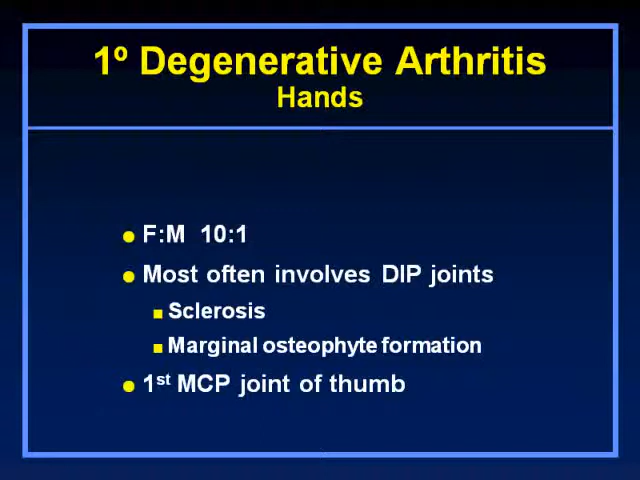 1º Degenerative Arthritis
Hands
F:M 10:1
Most often involves DIP joints
Sclerosis
Marginal osteophyte formation
1st MCP joint of thumb